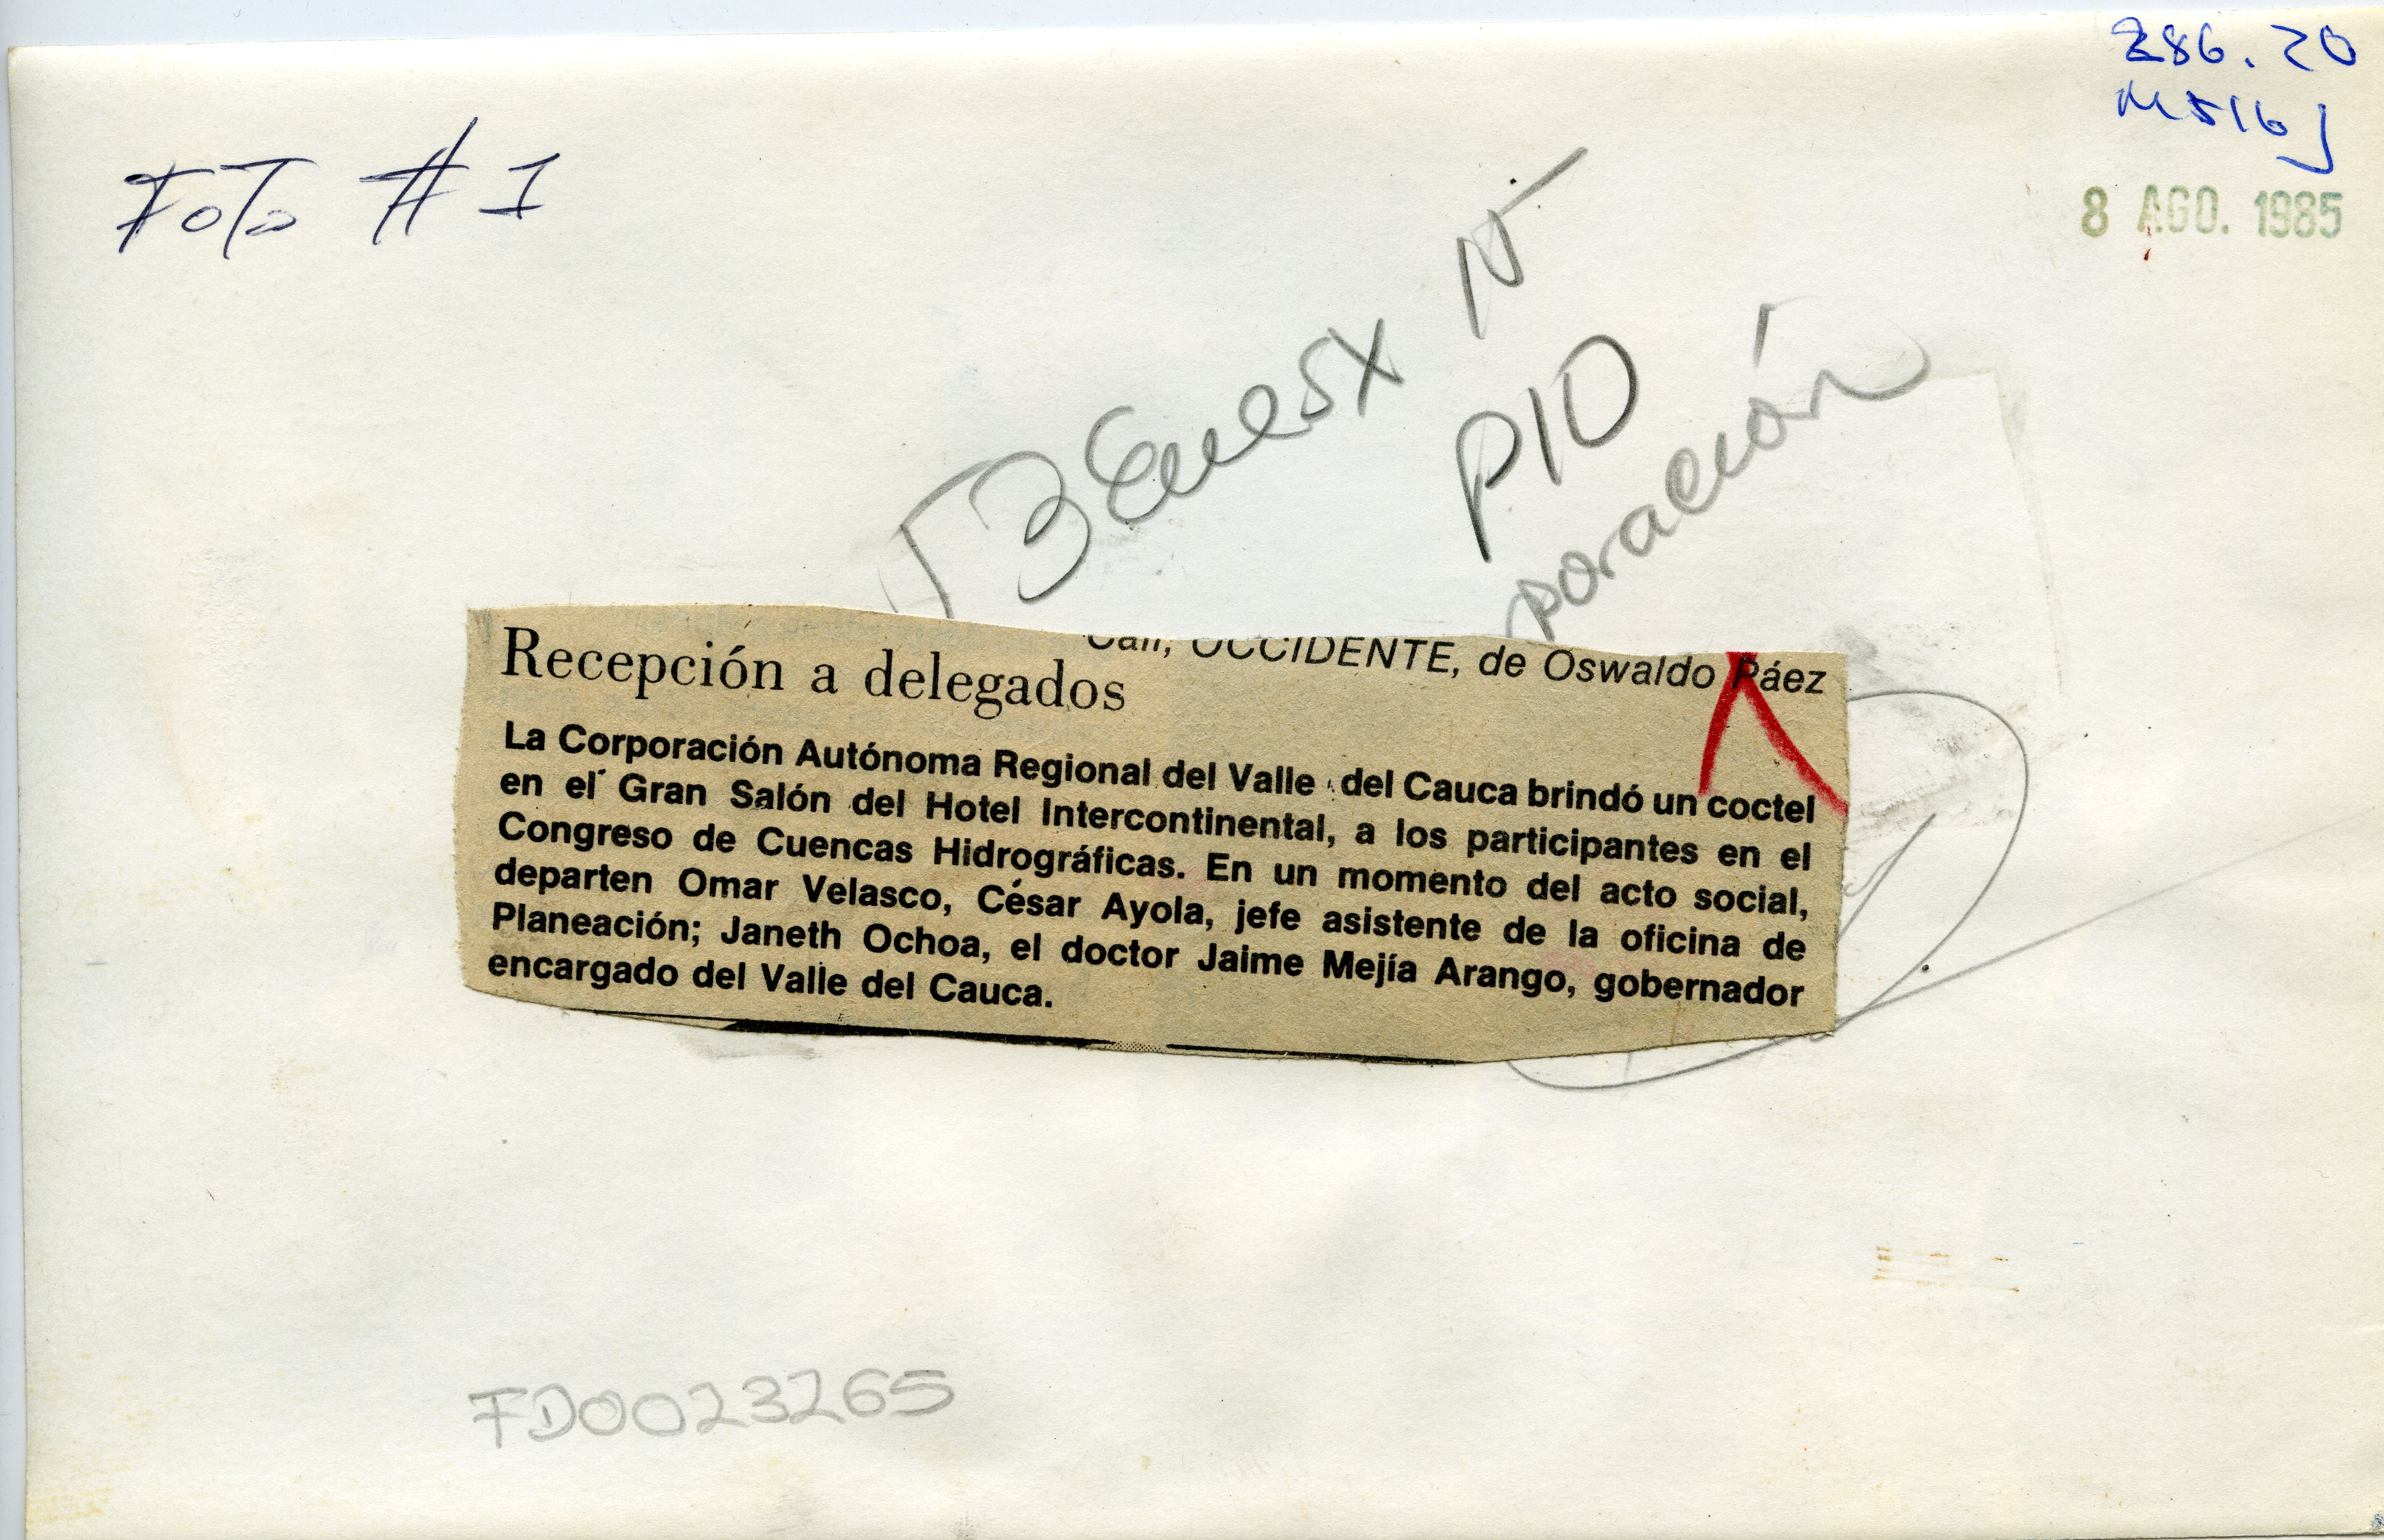 286.20
M516j
Foto # 1
8 AGO. 1985
PIO
poración
Cali, OCCIDENTE, de Oswaldo Páez
Recepción a delegados
La Corporación Autónoma Regional del Valle del Cauca brindó un coctel
en el Gran Salón del Hotel Intercontinental, a los participantes en el
Congreso de Cuencas Hidrográficas. En un momento del acto social,
departen Omar Velasco, César Ayola, jefe asistente de la oficina de
Planeación; Janeth Ochoa, el doctor Jaime Mejía Arango, gobernador
encargado del Valle del Cauca.
FD0023265